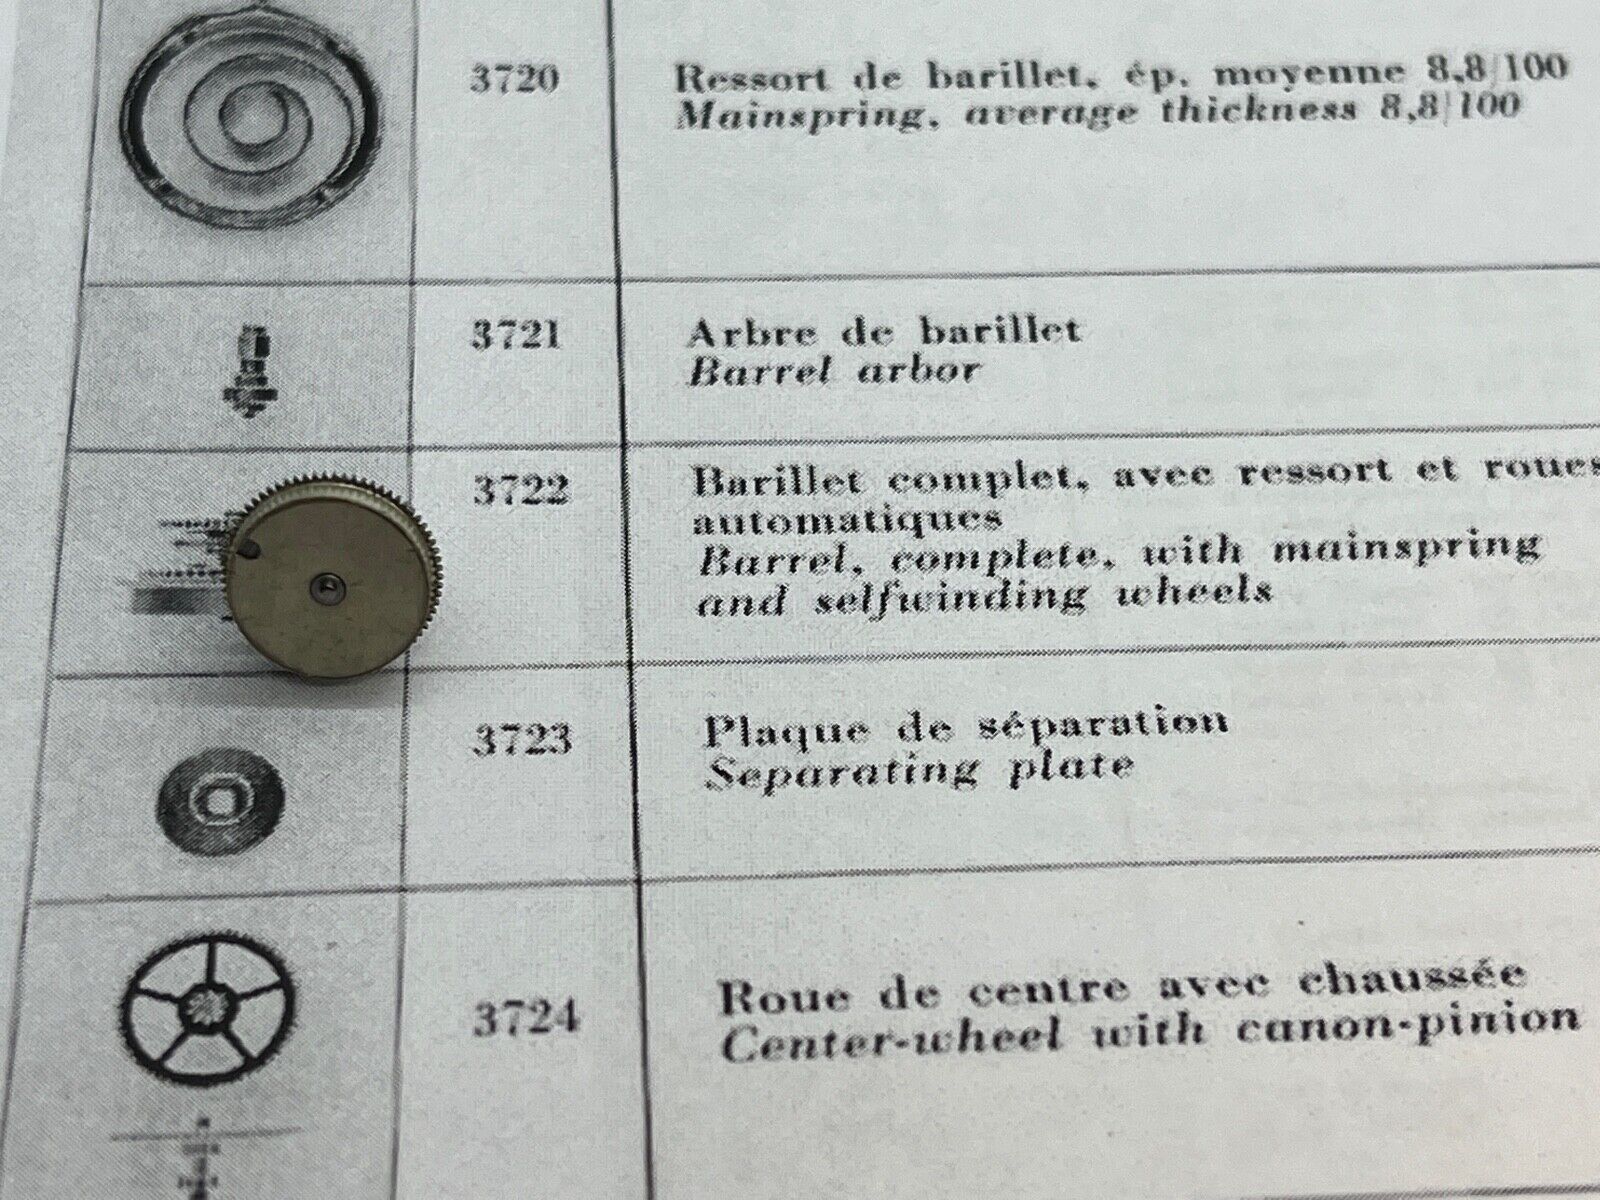 3720
Ressort de barillet, ép. moyenne 8,8/100
Mainspring, average thickness 8,8/100
3721
Arbre de barillet
Barrel arbor
3722
Barillet complet, avec ressort et roues
automatiques
Barrel, complete, with mainspring
and selfwinding wheels
3723
Plaque de séparation
Separating plate
3724
Roue de centre avec chaussée
Center-wheel with canon-pinion